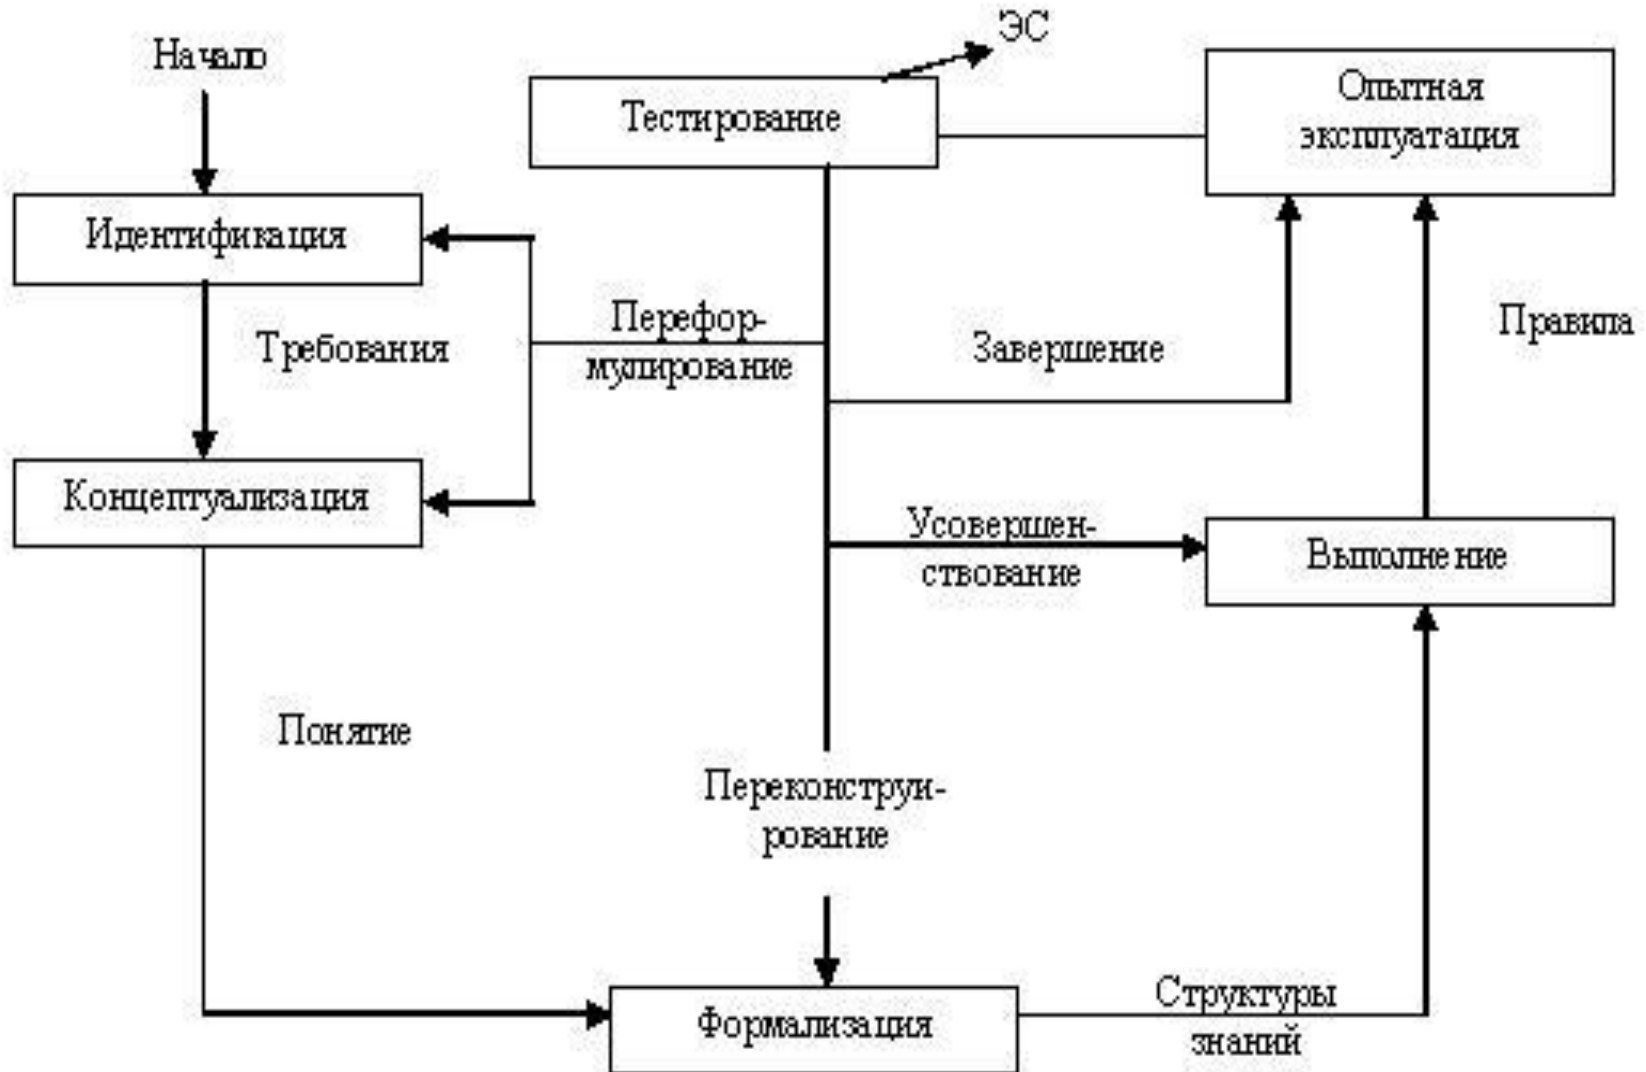 ЭС
Начало
Тестирование
Опытная
эксплуатация
Идентификация
Перефор-
мулирование
Требования
Завершение
Правила
Концептуализация
Усовершен-
ствование
Выполнение
Понятие
Переконструи-
рование
Формализация
Структуры
знаний